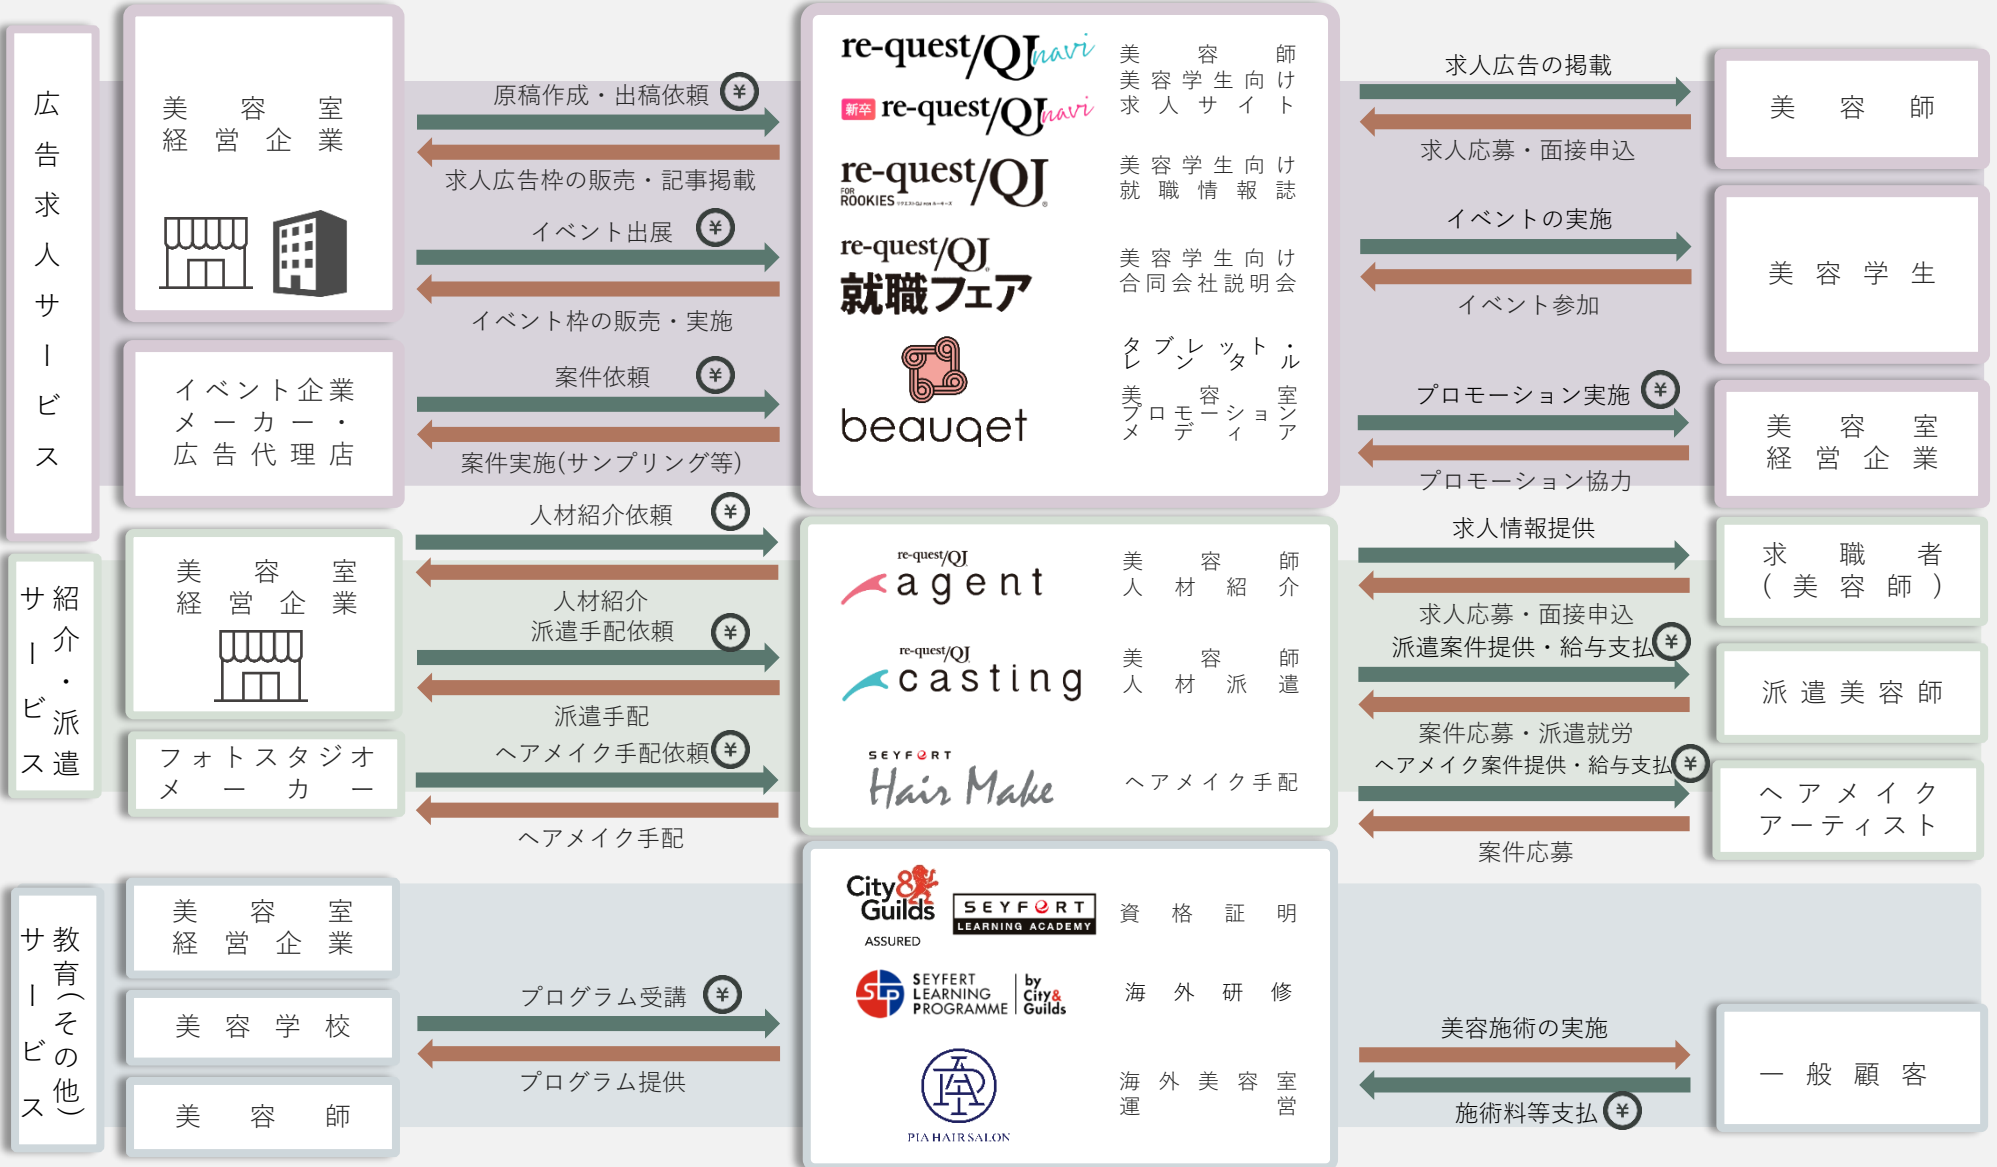 広告求人サービス
美容室
経営企業
原稿作成・出稿依頼 ¥
求人広告枠の販売・記事掲載
イベント出展 ¥
イベント枠の販売・実施
イベント企業
メーカー・
広告代理店
案件依頼 ¥
案件実施(サンプリング等)
re-quest/QJ navi
新卒 re-quest/QJ navi
美容師
美容学生向け
求人サイト
re-quest/QJ
FOR
ROOKIES
美容学生向け
就職情報誌
re-quest/QJ
就職フェア
美容学生向け
合同会社説明会
beauqet
タブレット・
レンタル
美容室
プロモーション
メディア
求人広告の掲載
求人応募・面接申込
美容師
イベントの実施
イベント参加
美容学生
プロモーション実施 ¥
プロモーション協力
美容室
経営企業
紹介・派遣
サービス
美容室
経営企業
人材紹介依頼 ¥
人材紹介
派遣手配依頼 ¥
派遣手配
フォトスタジオ
メーカー
ヘアメイク手配依頼 ¥
ヘアメイク手配
re-quest/QJ
agent
美容師
人材紹介
re-quest/QJ
casting
美容師
人材派遣
SEYFERT
Hair Make
ヘアメイク手配
求人情報提供
求人応募・面接申込
求職者
(美容師)
派遣案件提供・給与支払 ¥
案件応募・派遣就労
派遣美容師
ヘアメイク案件提供・給与支払 ¥
案件応募
ヘアメイク
アーティスト
教育(その他)
サービス
美容室
経営企業
美容学校
美容師
プログラム受講 ¥
プログラム提供
City&
Guilds
ASSURED
SEYFERT
LEARNING ACADEMY
資格証明
SLP
SEYFERT
LEARNING
PROGRAMME
by
City&
Guilds
海外研修
PIA HAIR SALON
海外美容室
運営
美容施術の実施
施術料等支払 ¥
一般顧客